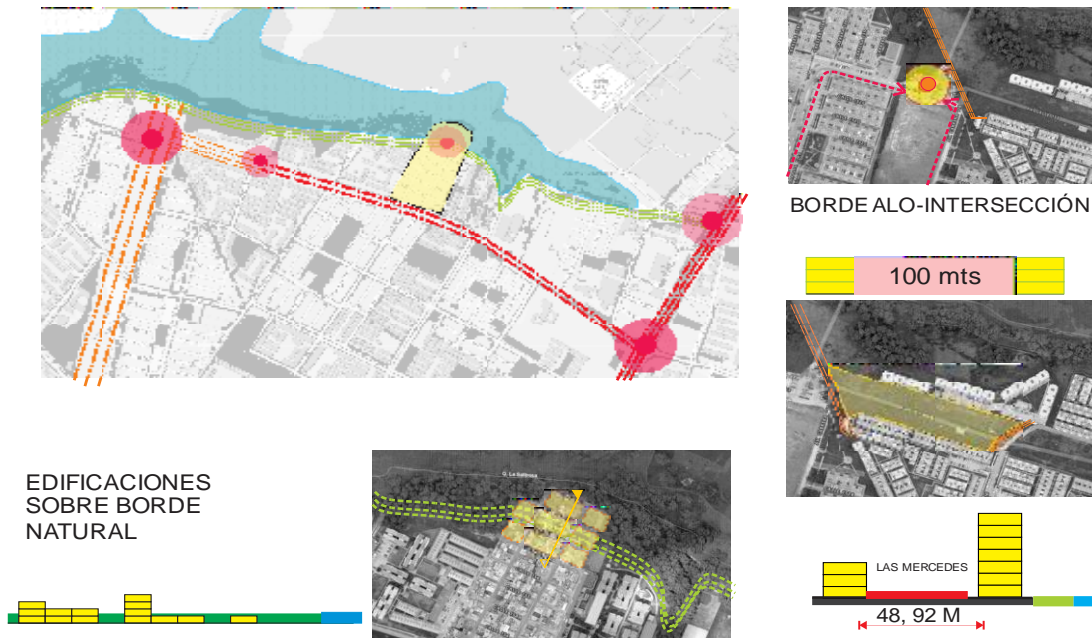 BORDE ALO-INTERSECCIÓN
100 mts
EDIFICACIONES
SOBRE BORDE
NATURAL
LAS MERCEDES
48, 92 M